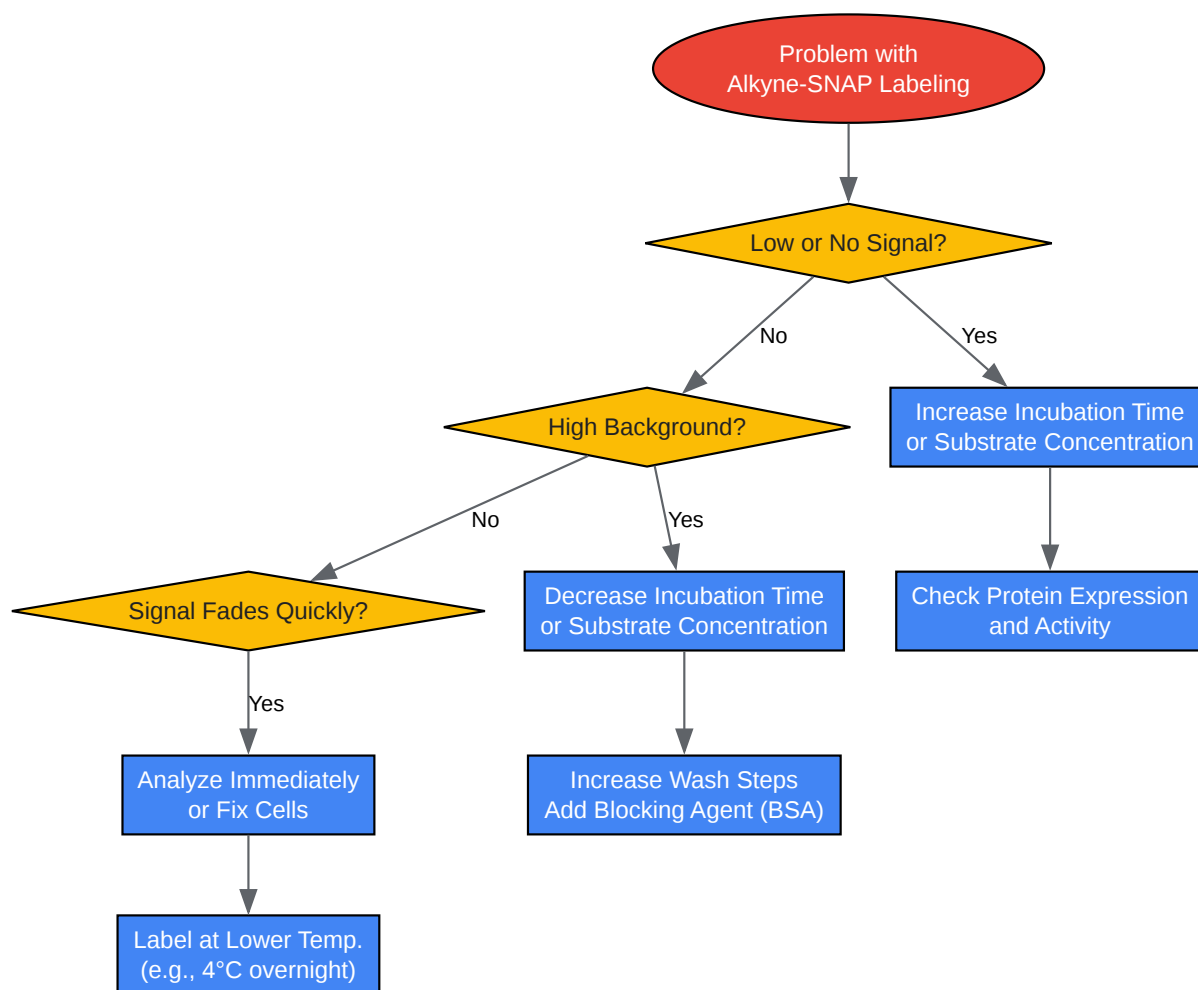 Problem with
Alkyne-SNAP Labeling
Low or No Signal?
No
Yes
High Background?
Increase Incubation Time
or Substrate Concentration
No
Yes
Signal Fades Quickly?
Decrease Incubation Time
or Substrate Concentration
Check Protein Expression
and Activity
Yes
Analyze Immediately
or Fix Cells
Increase Wash Steps
Add Blocking Agent (BSA)
Label at Lower Temp.
(e.g., 4°C overnight)